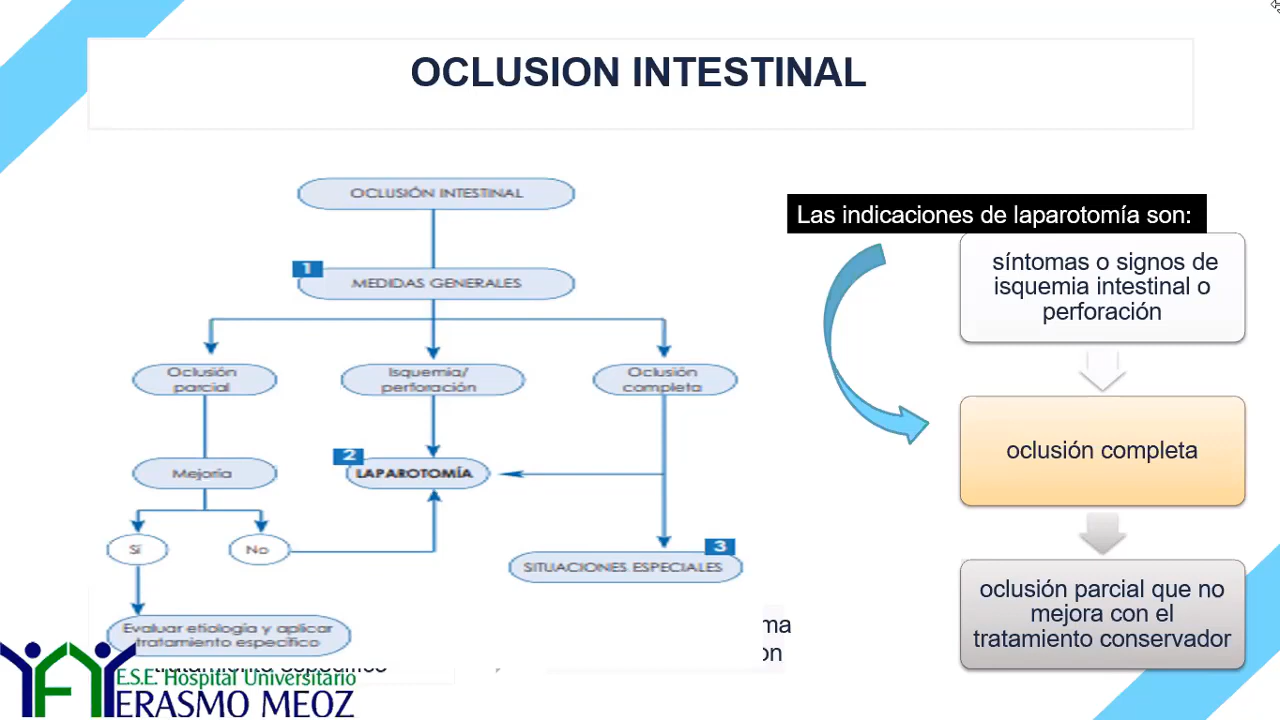 OCLUSION INTESTINAL
OCLUSIÓN INTESTINAL
1
MEDIDAS GENERALES
Oclusión
parcial
Isquemia/
perforación
Oclusión
completa
Mejoría
2
LAPAROTOMÍA
Sí
No
3
SITUACIONES ESPECIALES
Evaluar etiología y aplicar
tratamiento específico
tratamiento específico
ma
on
Las indicaciones de laparotomía son:
síntomas o signos de
isquemia intestinal o
perforación
oclusión completa
oclusión parcial que no
mejora con el
tratamiento conservador
E.S.E. Hospital Universitario
ERASMO MEOZ